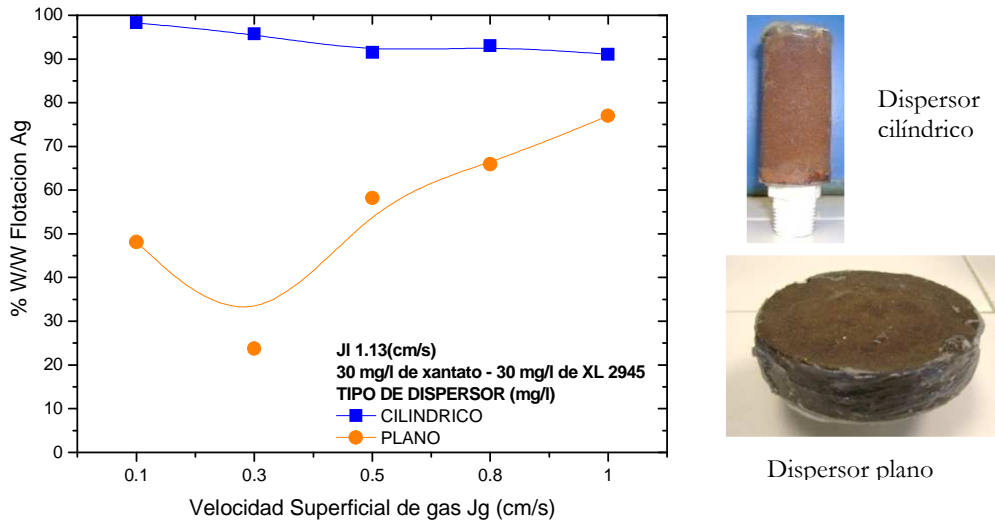 100
90
80
70
60
50
40
30
20
10
0
% W/W Flotacion Ag
Jl 1.13(cm/s)
30 mg/l de xantato - 30 mg/l de XL 2945
TIPO DE DISPERSOR (mg/l)
CILINDRICO
PLANO
0.1 0.3 0.5 0.8 1
Velocidad Superficial de gas Jg (cm/s)
Dispersor
cilíndrico
Dispersor plano